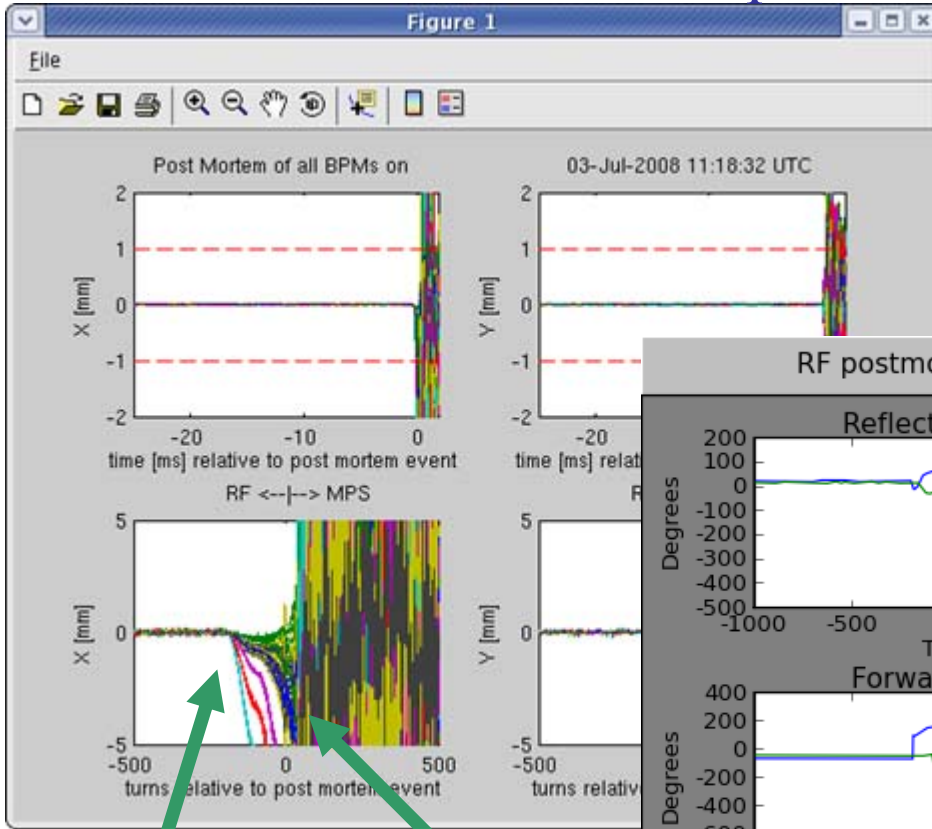 Figure 1
File
Post Mortem of all BPMs on
2
1
0
-1
-2
X [mm]
-20 -10 0
time [ms] relative to post mortem event
03-Jul-2008 11:18:32 UTC
2
1
0
-1
-2
Y [mm]
-20
time [ms] relat
RF <--|--> MPS
5
0
-5
X [mm]
-500 0 500
turns relative to post mortem event
5
0
-5
Y [mm]
-500
turns relativ
RF postmo
Reflect
200
100
0
-100
-200
-300
-400
-500
Degrees
-1000 -500
Forwa
400
200
0
-200
-400
Degrees